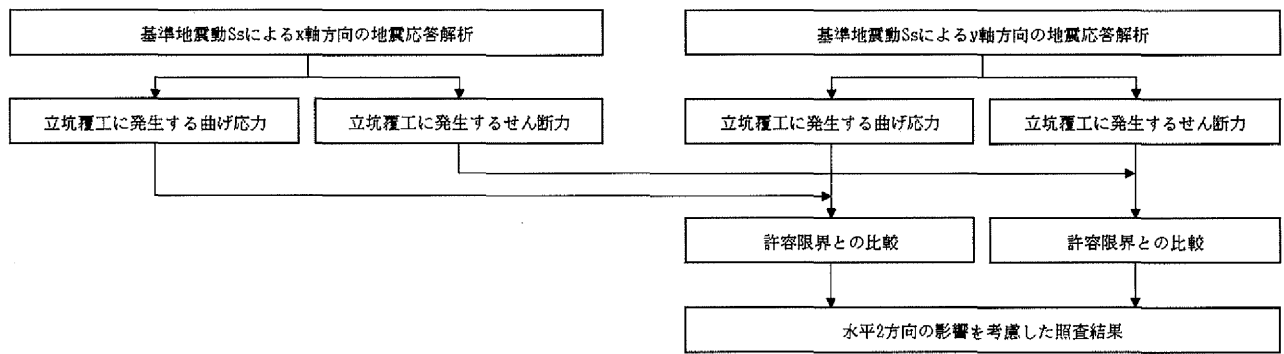 基準地震動Ssによるx軸方向の地震応答解析
基準地震動Ssによるy軸方向の地震応答解析
立坑覆工に発生する曲げ応力
立坑覆工に発生するせん断力
立坑覆工に発生する曲げ応力
立坑覆工に発生するせん断力
許容限界との比較
許容限界との比較
水平2方向の影響を考慮した照査結果